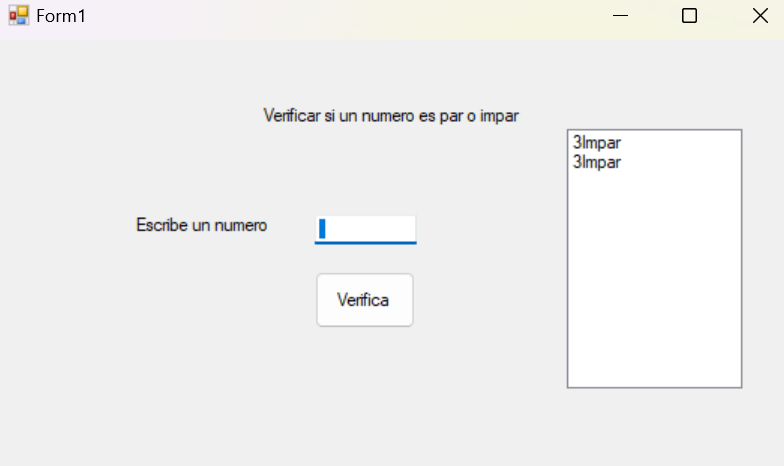 Form1
Verificar si un numero es par o impar
3Impar
3Impar
Escribe un numero
Verifica